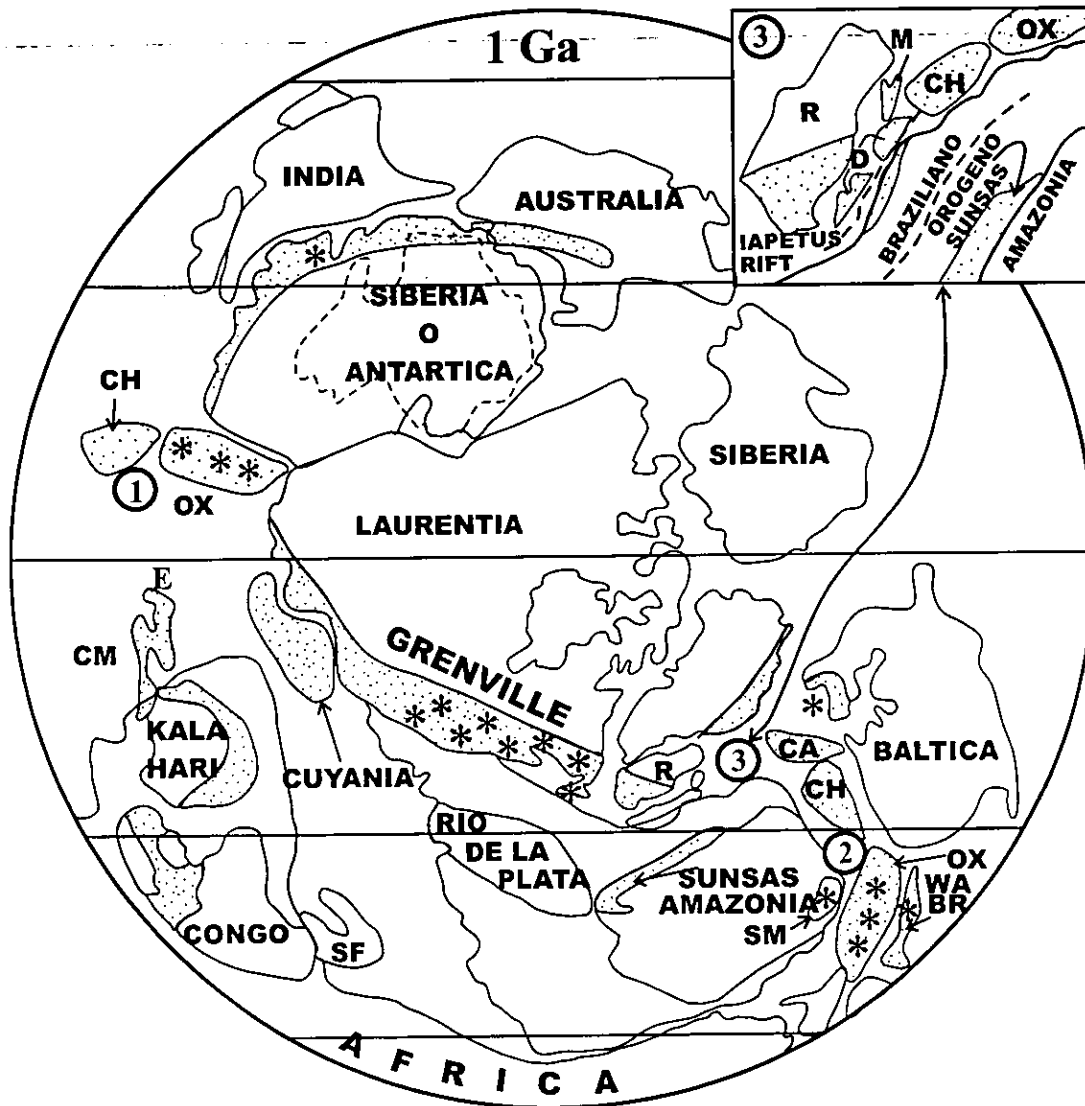 1 Ga
3
M
OX
CH
R
D
IAPETUS
RIFT
BRAZILIANO
OROGENO
SUNSAS
AMAZONIA
INDIA
AUSTRALIA
*
SIBERIA
O
ANTARTICA
CH
* * *
1
OX
SIBERIA
LAURENTIA
E
CM
GRENVILLE
* * * * * * * *
KALA
HARI
CUYANIA
R
3
*
CA
CH
BALTICA
RIO
DE LA
PLATA
2
OX
SUNSAS
AMAZONIA
SM
*
* * *
WA
BR
*
CONGO
SF
AFRICA